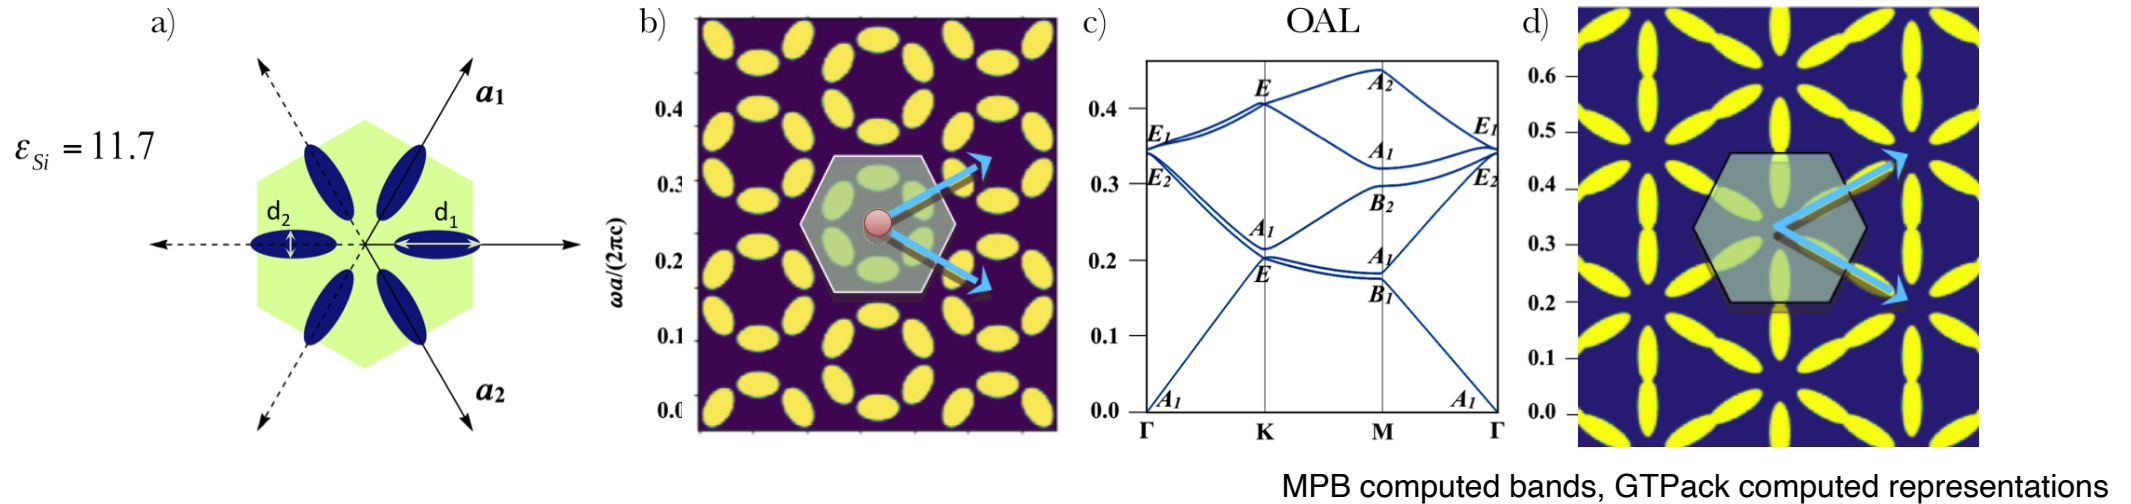 a)
ε_Si = 11.7
a1
d2
d1
a2
b)
ωa/(2πc)
0.4
0.3
0.2
0.1
0.0
c)
OAL
0.4
0.3
0.2
0.1
0.0
E
A2
E1
E1
A1
E2
E2
B2
A1
A1
E
B1
A1
A1
Γ
K
M
Γ
d)
0.6
0.5
0.4
0.3
0.2
0.1
0.0
MPB computed bands, GTPack computed representations